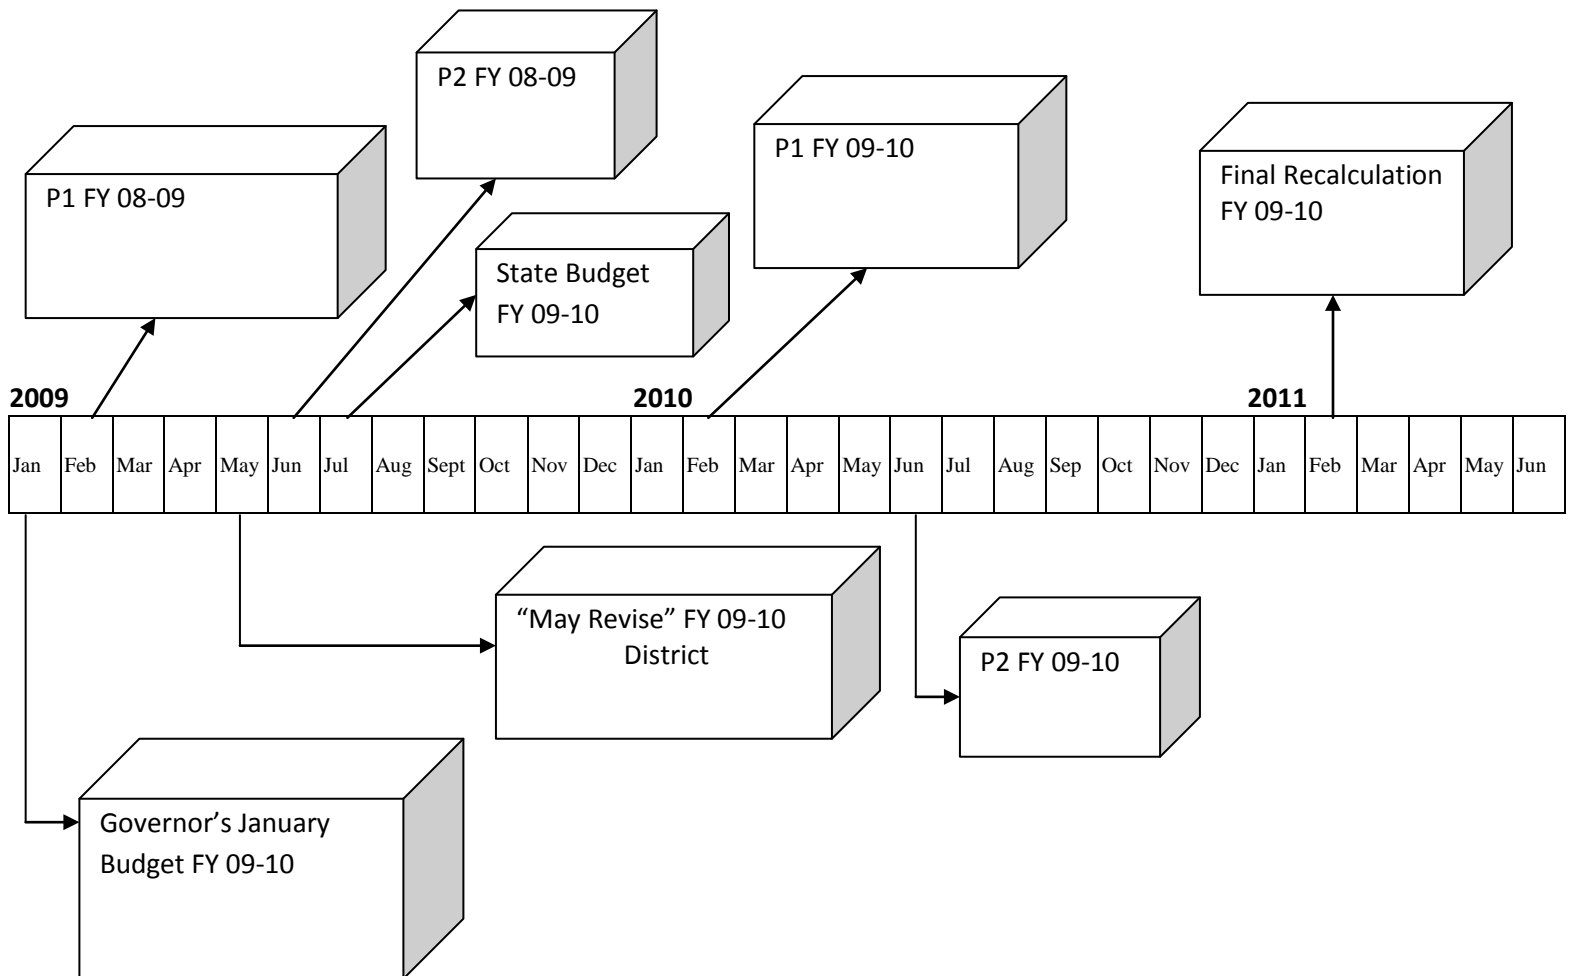 P2 FY 08-09
P1 FY 09-10
P1 FY 08-09
Final Recalculation
FY 09-10
State Budget
FY 09-10
2009 2010 2011
Jan Feb Mar Apr May Jun Jul Aug Sept Oct Nov Dec Jan Feb Mar Apr May Jun Jul Aug Sep Oct Nov Dec Jan Feb Mar Apr May Jun
“May Revise” FY 09-10
District
P2 FY 09-10
Governor’s January
Budget FY 09-10